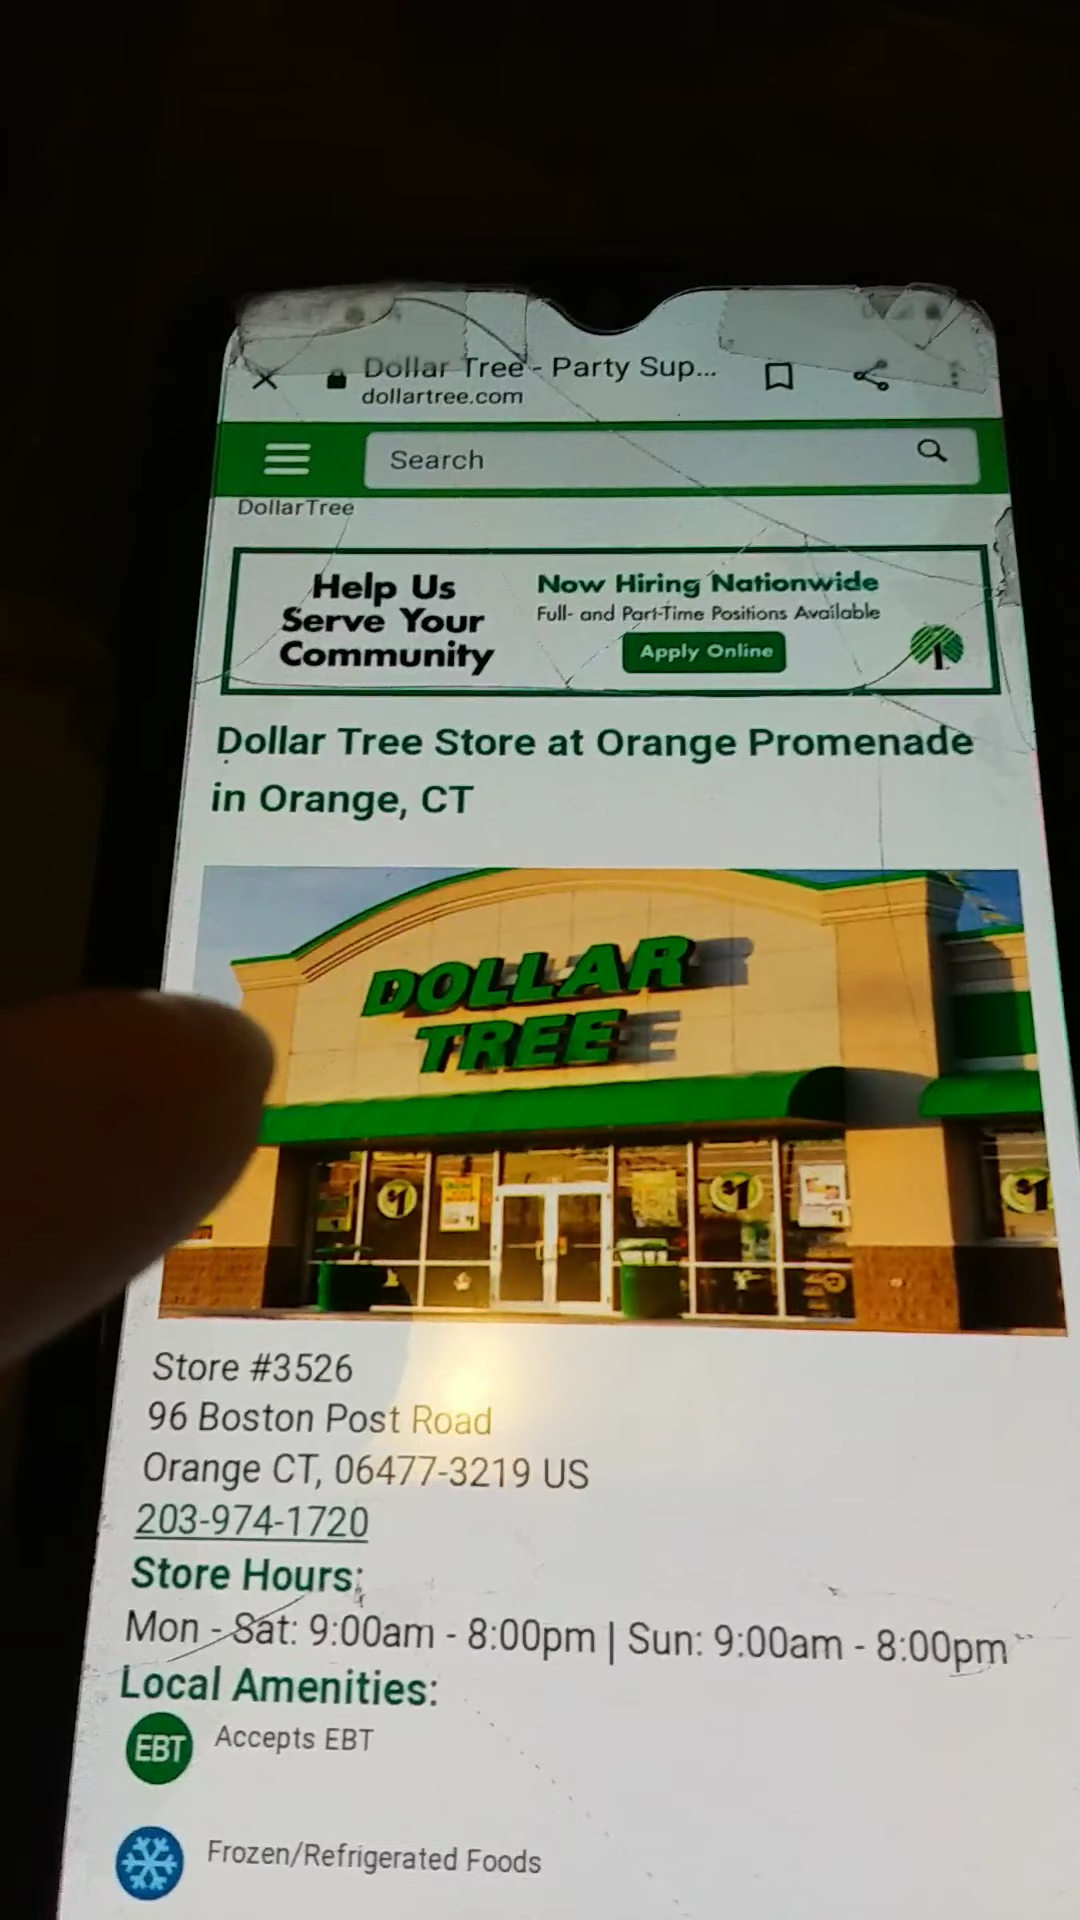 Dollar Tree - Party Sup...
dollartree.com
Search
DollarTree
Help Us
Serve Your
Community
Now Hiring Nationwide
Full- and Part-Time Positions Available
Apply Online
Dollar Tree Store at Orange Promenade
in Orange, CT
DOLLAR
TREE
$1
$1
$1
Store #3526
96 Boston Post Road
Orange CT, 06477-3219 US
203-974-1720
Store Hours:
Mon - Sat: 9:00am - 8:00pm | Sun: 9:00am - 8:00pm
Local Amenities:
EBT
Accepts EBT
Frozen/Refrigerated Foods